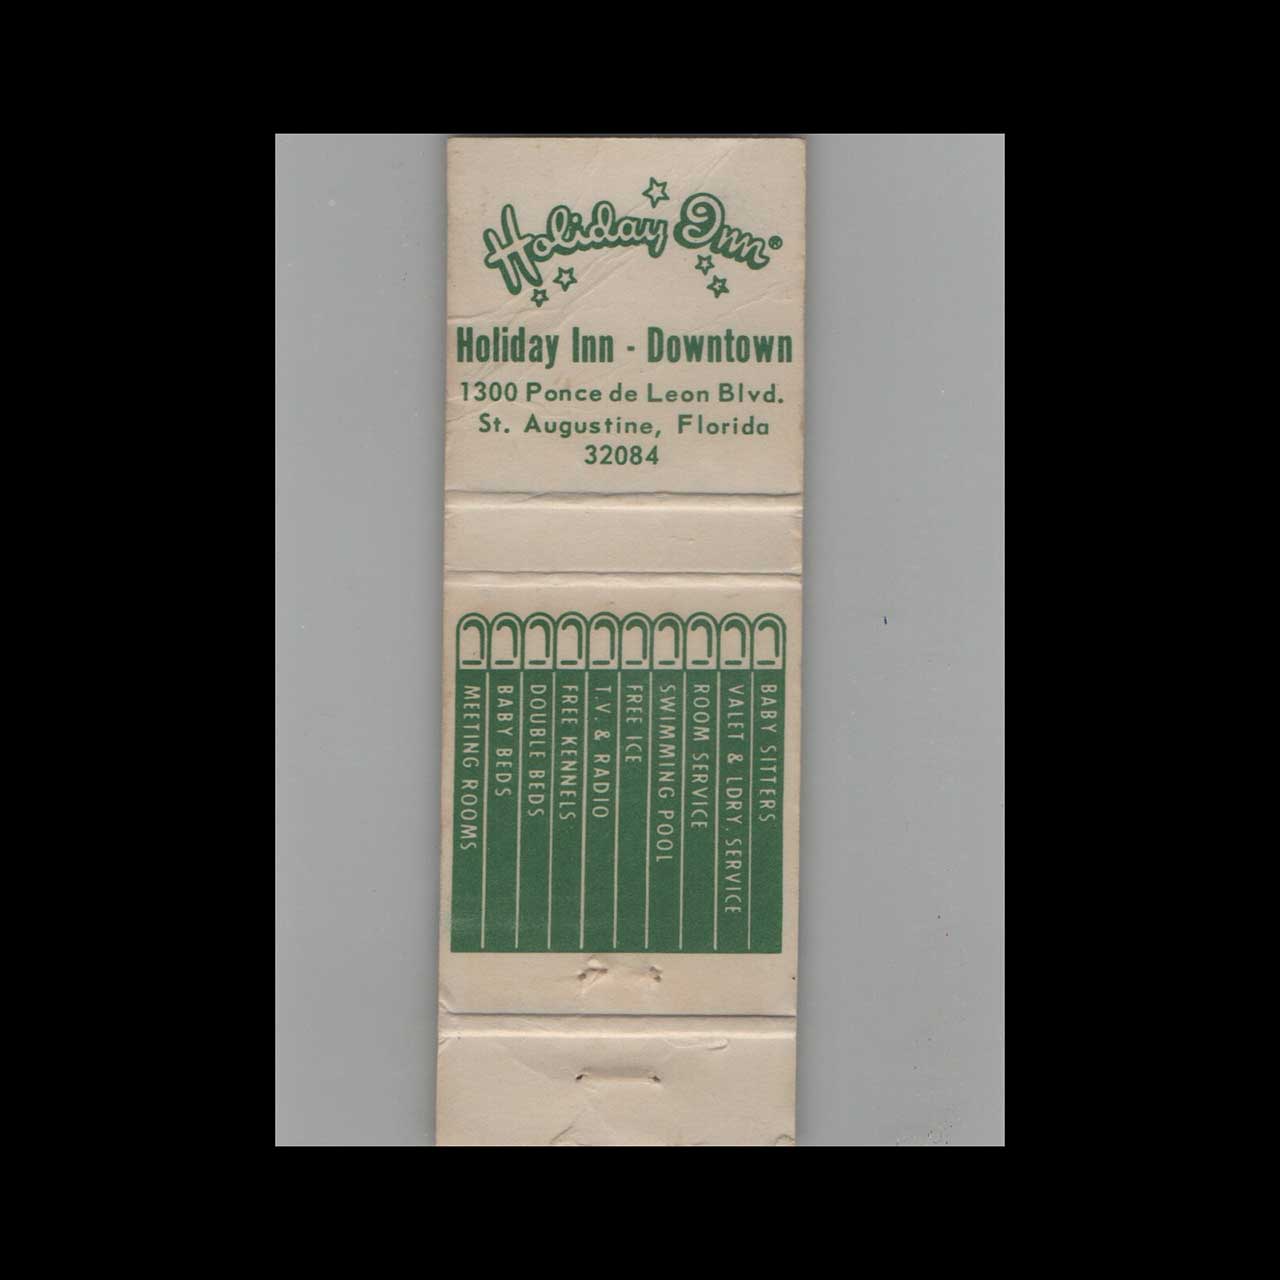 Holiday Inn®
Holiday Inn - Downtown
1300 Ponce de Leon Blvd.
St. Augustine, Florida
32084
BABY SITTERS
VALET & LDRY. SERVICE
ROOM SERVICE
SWIMMING POOL
FREE ICE
T.V. & RADIO
FREE KENNELS
DOUBLE BEDS
BABY BEDS
MEETING ROOMS